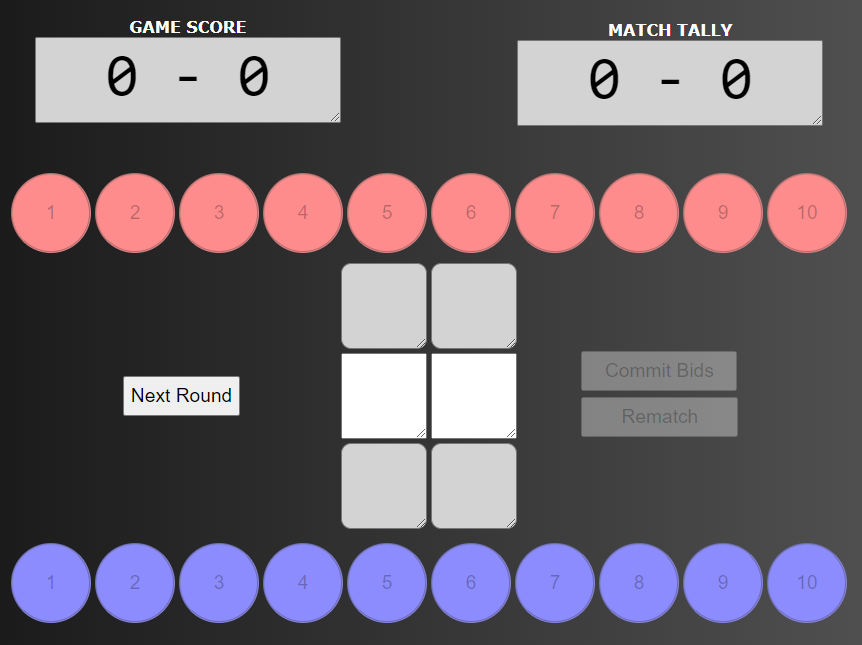 GAME SCORE
MATCH TALLY
0 - 0
0 - 0
1 2 3 4 5 6 7 8 9 10
Commit Bids
Next Round
Rematch
1 2 3 4 5 6 7 8 9 10